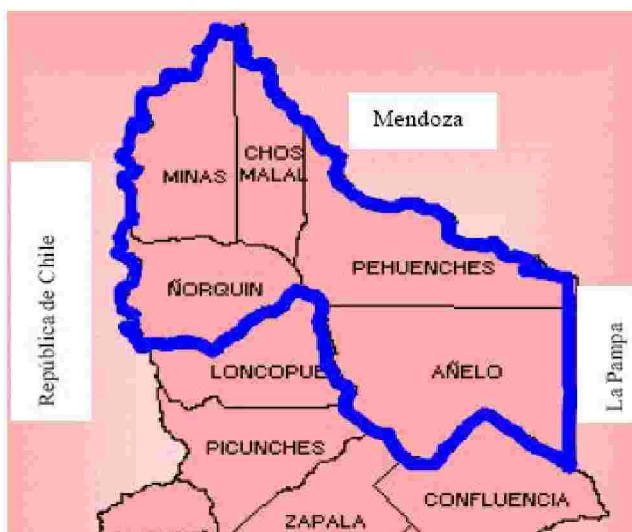 Mendoza
República de Chile
CHOS
MALAL
MINAS
PEHUENCHES
ÑORQUIN
La Pampa
LONCOPUE
AÑELO
PICUNCHES
CONFLUENCIA
ZAPALA